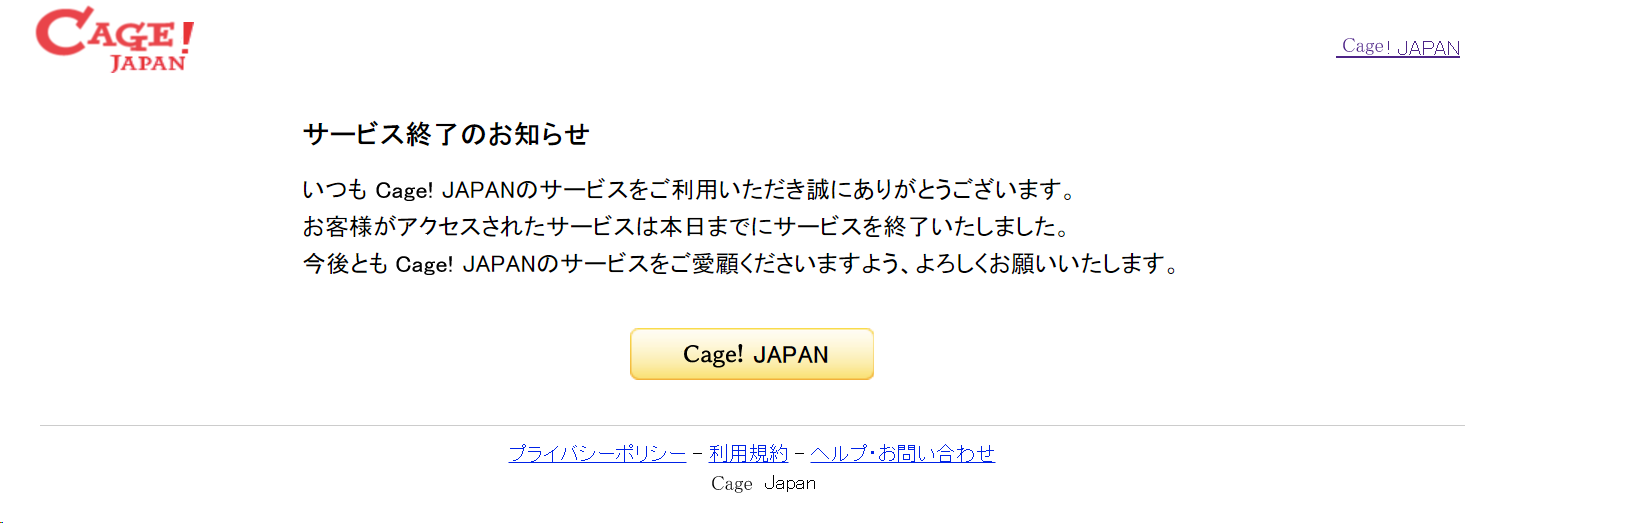 CAGE!
JAPAN
Cage! JAPAN
サービス終了のお知らせ
いつも Cage! JAPANのサービスをご利用いただき誠にありがとうございます。
お客様がアクセスされたサービスは本日までにサービスを終了いたしました。
今後とも Cage! JAPANのサービスをご愛顧くださいますよう、よろしくお願いいたします。
Cage! JAPAN
プライバシーポリシー - 利用規約 - ヘルプ・お問い合わせ
Cage Japan